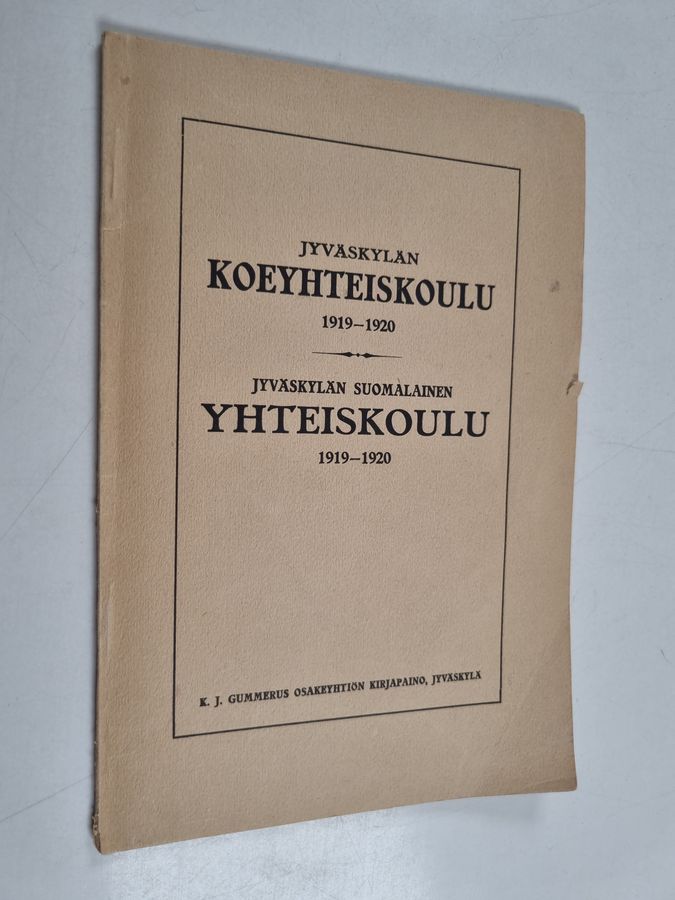 JYVÄSKYLÄN
KOEYHTEISKOULU
1919—1920
JYVÄSKYLÄN SUOMALAINEN
YHTEISKOULU
1919—1920
K. J. GUMMERUS OSAKEYHTIÖN KIRJAPAINO, JYVÄSKYLÄ